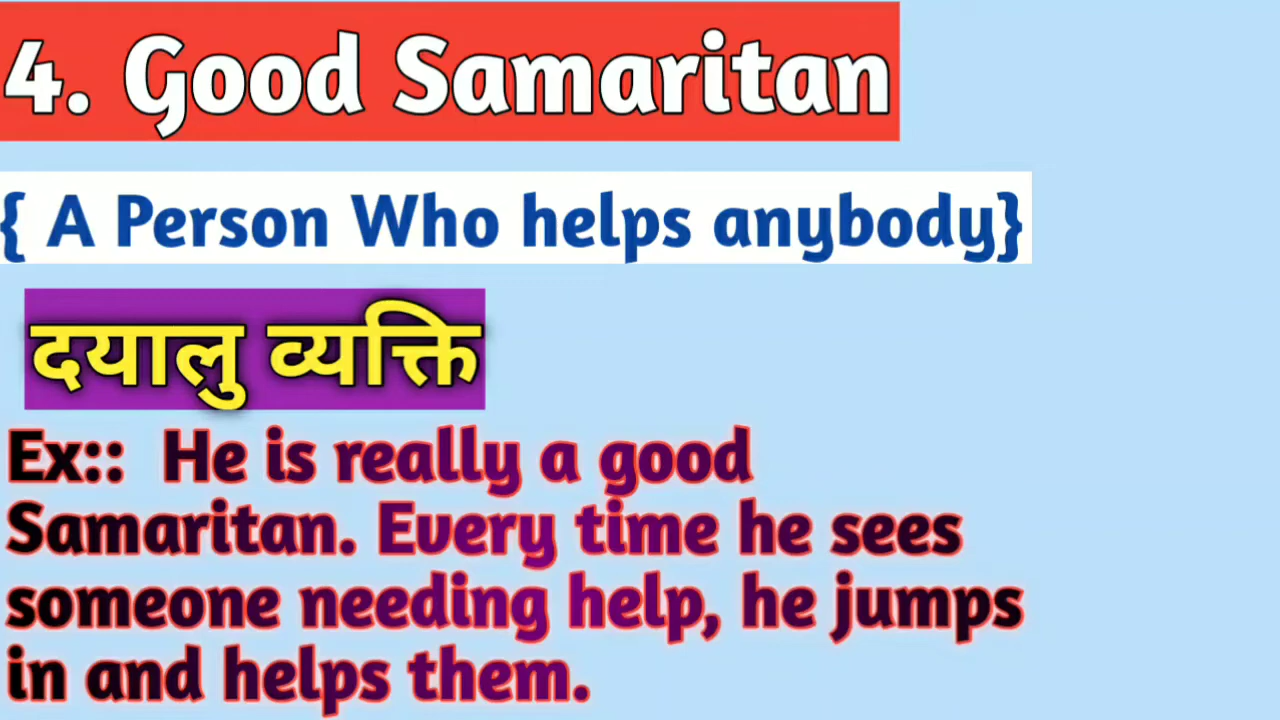 4. Good Samaritan
{ A Person Who helps anybody}
दयालु व्यक्ति
Ex:: He is really a good
Samaritan. Every time he sees
someone needing help, he jumps
in and helps them.